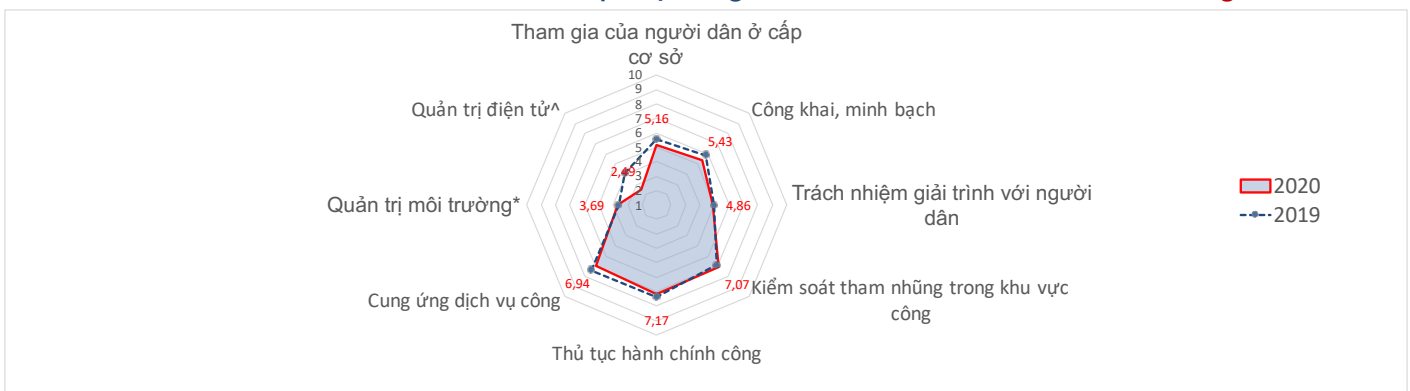 Tham gia của người dân ở cấp
cơ sở
10
9
8
7
6
5
4
3
2
1
5,16
Quản trị điện tử^
Công khai, minh bạch
5,43
2,49
Quản trị môi trường*
3,69
4,86
Trách nhiệm giải trình với người
dân
2020
2019
6,94
7,07
Kiểm soát tham nhũng trong khu vực
công
Cung ứng dịch vụ công
7,17
Thủ tục hành chính công